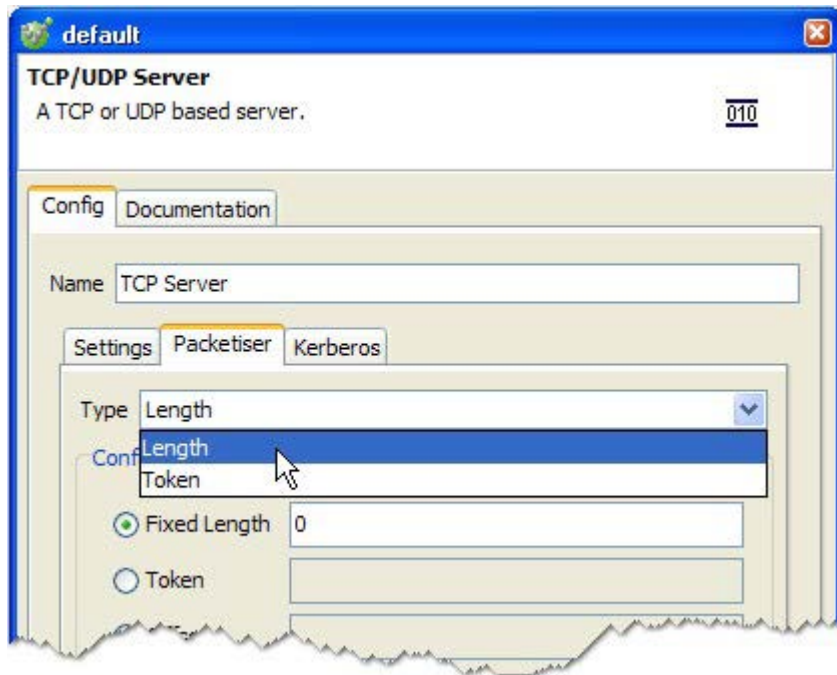 default
TCP/UDP Server
A TCP or UDP based server.
010
Config Documentation
Name TCP Server
Settings Packetiser Kerberos
Type Length
Length
Conf
Token
Fixed Length 0
Token